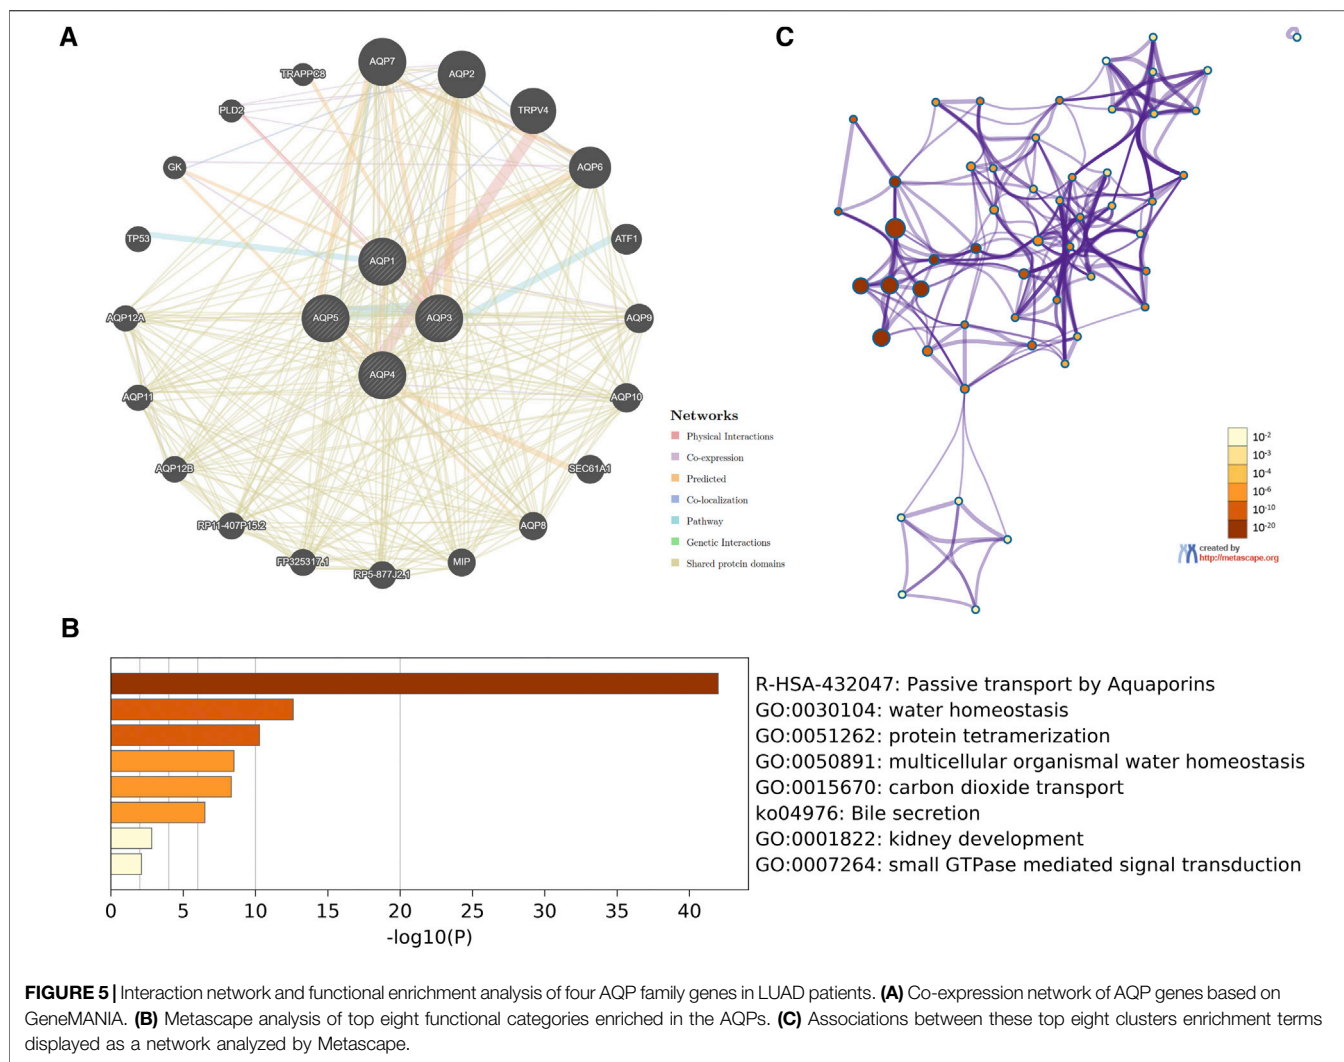 A
AQP7
AQP2
TRPV4
AQP6
ATF1
AQP9
AQP10
SEC61A1
AQP8
MIP
RP5-877J2.1
FP325317.1
RP11-407P15.2
AQP12B
AQP11
AQP12A
TP53
GK
PLD2
TRAPPC8
AQP1
AQP5
AQP3
AQP4
Networks
Physical Interactions
Co-expression
Predicted
Co-localization
Pathway
Genetic Interactions
Shared protein domains
C
10-2
10-3
10-4
10-6
10-10
10-20
created by
http://metascape.org
B
R-HSA-432047: Passive transport by Aquaporins
GO:0030104: water homeostasis
GO:0051262: protein tetramerization
GO:0050891: multicellular organismal water homeostasis
GO:0015670: carbon dioxide transport
ko04976: Bile secretion
GO:0001822: kidney development
GO:0007264: small GTPase mediated signal transduction
0 5 10 15 20 25 30 35 40
-log10(P)
FIGURE 5 | Interaction network and functional enrichment analysis of four AQP family genes in LUAD patients. (A) Co-expression network of AQP genes based on
GeneMANIA. (B) Metascape analysis of top eight functional categories enriched in the AQPs. (C) Associations between these top eight clusters enrichment terms
displayed as a network analyzed by Metascape.